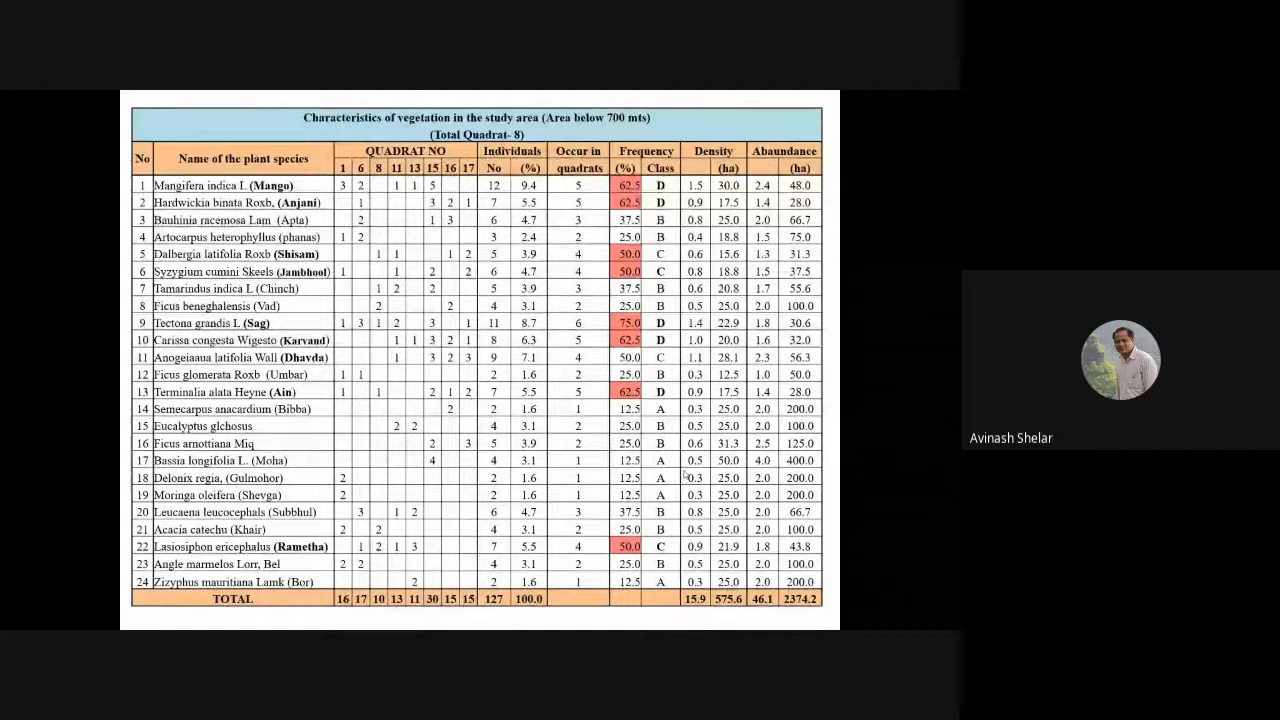 Characteristics of vegetation in the study area (Area below 700 mts)
(Total Quadrat- 8)
No Name of the plant species QUADRAT NO Individuals Occur in Frequency Density Abaundance
1 6 8 11 13 15 16 17 No (%) quadrats (%) Class (ha) (ha)
1 Mangifera indica L (Mango) 3 2 1 1 5 12 9.4 5 62.5 D 1.5 30.0 2.4 48.0
2 Hardwickia binata Roxb, (Anjani) 1 3 2 1 7 5.5 5 62.5 D 0.9 17.5 1.4 28.0
3 Bauhinia racemosa Lam (Apta) 2 1 3 6 4.7 3 37.5 B 0.8 25.0 2.0 66.7
4 Artocarpus heterophyllus (phanas) 1 2 3 2.4 2 25.0 B 0.4 18.8 1.5 75.0
5 Dalbergia latifolia Roxb (Shisam) 1 1 1 2 5 3.9 4 50.0 C 0.6 15.6 1.3 31.3
6 Syzygium cumini Skeels (Jambhool) 1 1 2 2 6 4.7 4 50.0 C 0.8 18.8 1.5 37.5
7 Tamarindus indica L (Chinch) 1 2 2 5 3.9 3 37.5 B 0.6 20.8 1.7 55.6
8 Ficus beneghalensis (Vad) 2 2 4 3.1 2 25.0 B 0.5 25.0 2.0 100.0
9 Tectona grandis L (Sag) 1 3 1 2 3 1 11 8.7 6 75.0 D 1.4 22.9 1.8 30.6
10 Carissa congesta Wigesto (Karvand) 1 1 3 2 1 8 6.3 5 62.5 D 1.0 20.0 1.6 32.0
11 Anogeiaaua latifolia Wall (Dhavda) 1 3 2 3 9 7.1 4 50.0 C 1.1 28.1 2.3 56.3
12 Ficus glomerata Roxb (Umbar) 1 1 2 1.6 2 25.0 B 0.3 12.5 1.0 50.0
13 Terminalia alata Heyne (Ain) 1 1 2 1 2 7 5.5 5 62.5 D 0.9 17.5 1.4 28.0
14 Semecarpus anacardium (Bibba) 2 2 1.6 1 12.5 A 0.3 25.0 2.0 200.0
15 Eucalyptus glchosus 2 2 4 3.1 2 25.0 B 0.5 25.0 2.0 100.0
16 Ficus arnottiana Miq 2 3 5 3.9 2 25.0 B 0.6 31.3 2.5 125.0
17 Bassia longifolia L. (Moha) 4 4 3.1 1 12.5 A 0.5 50.0 4.0 400.0
18 Delonix regia, (Gulmohor) 2 2 1.6 1 12.5 A 0.3 25.0 2.0 200.0
19 Moringa oleifera (Shevga) 2 2 1.6 1 12.5 A 0.3 25.0 2.0 200.0
20 Leucaena leucocephals (Subbhul) 3 1 2 6 4.7 3 37.5 B 0.8 25.0 2.0 66.7
21 Acacia catechu (Khair) 2 2 4 3.1 2 25.0 B 0.5 25.0 2.0 100.0
22 Lasiosiphon ericephalus (Rametha) 1 2 1 3 7 5.5 4 50.0 C 0.9 21.9 1.8 43.8
23 Angle marmelos Lorr, Bel 2 2 4 3.1 2 25.0 B 0.5 25.0 2.0 100.0
24 Zizyphus mauritiana Lamk (Bor) 2 2 1.6 1 12.5 A 0.3 25.0 2.0 200.0
TOTAL 16 17 10 13 11 30 15 15 127 100.0 15.9 575.6 46.1 2374.2
Avinash Shelar